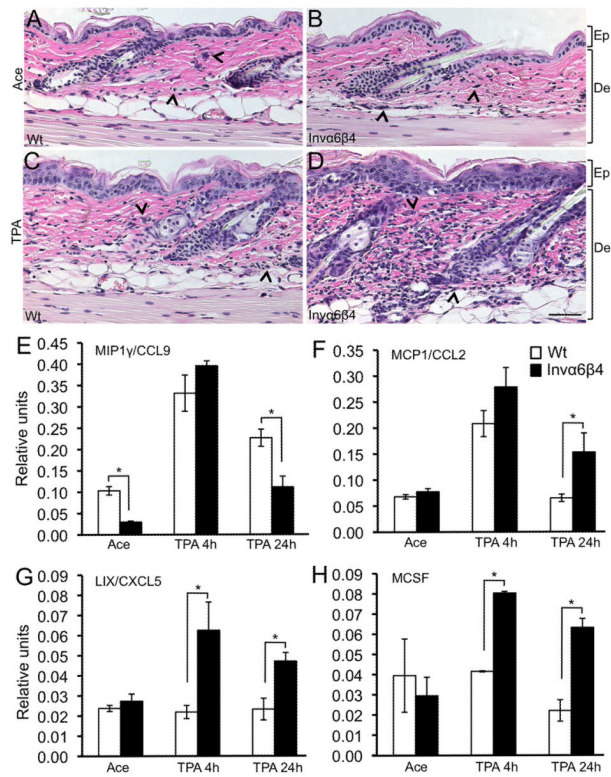 A
B
Ep
De
Ace
Wt
Invα6β4
C
D
Ep
De
TPA
Wt
Invα6β4
E
MIP1γ/CCL9
Relative units
0.45
0.40
0.35
0.30
0.25
0.20
0.15
0.10
0.05
0.00
*
*
Ace
TPA 4h
TPA 24h
F
MCP1/CCL2
Wt
Invα6β4
0.35
0.30
0.25
0.20
0.15
0.10
0.05
0.00
*
Ace
TPA 4h
TPA 24h
G
LIX/CXCL5
Relative units
0.09
0.08
0.07
0.06
0.05
0.04
0.03
0.02
0.01
0.00
*
*
Ace
TPA 4h
TPA 24h
H
MCSF
0.09
0.08
0.07
0.06
0.05
0.04
0.03
0.02
0.01
0.00
*
*
Ace
TPA 4h
TPA 24h